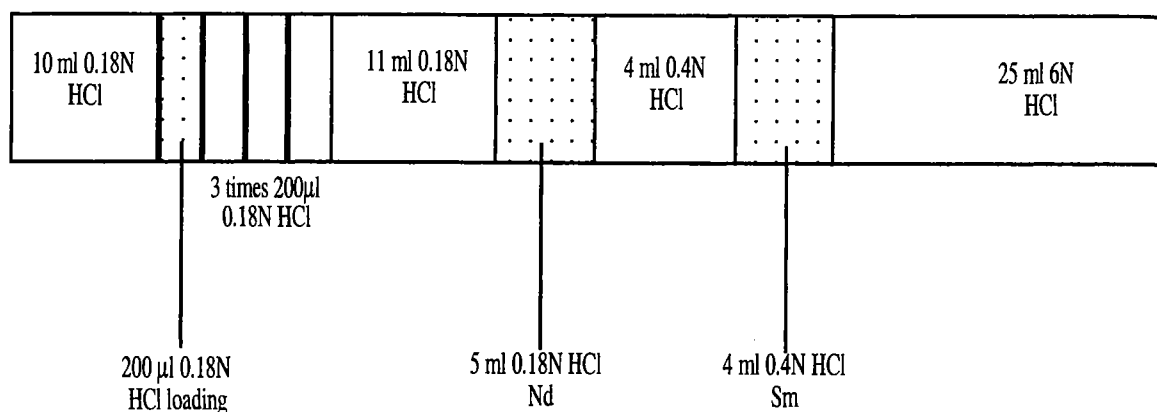 10 ml 0.18N
HCl
11 ml 0.18N
HCl
4 ml 0.4N
HCl
25 ml 6N
HCl
3 times 200µl
0.18N HCl
200 µl 0.18N
HCl loading
5 ml 0.18N HCl
Nd
4 ml 0.4N HCl
Sm